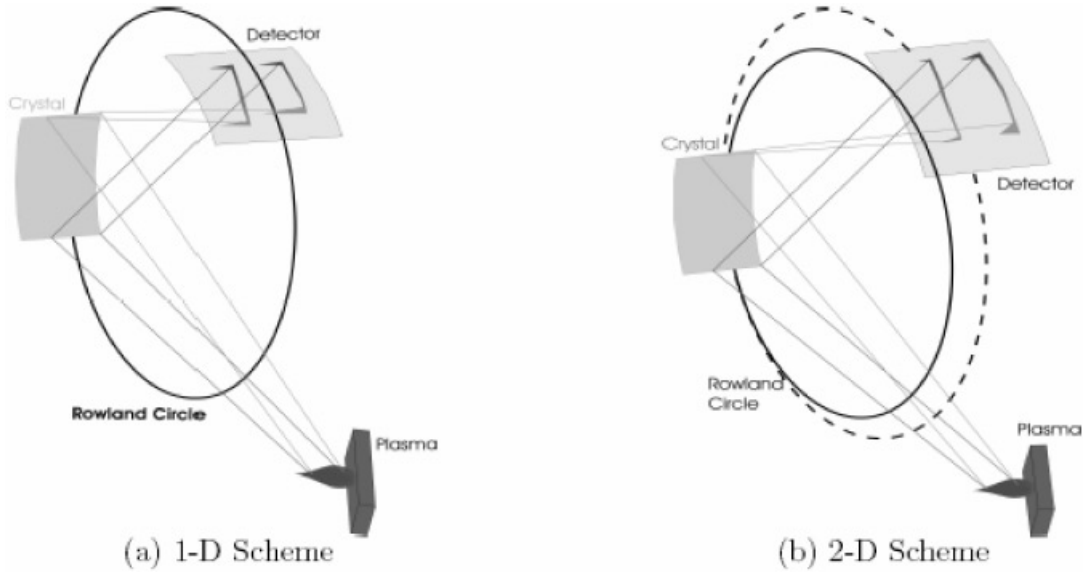 Detector
Crystal
Rowland Circle
Plasma
(a) 1-D Scheme
Crystal
Detector
Rowland
Circle
Plasma
(b) 2-D Scheme